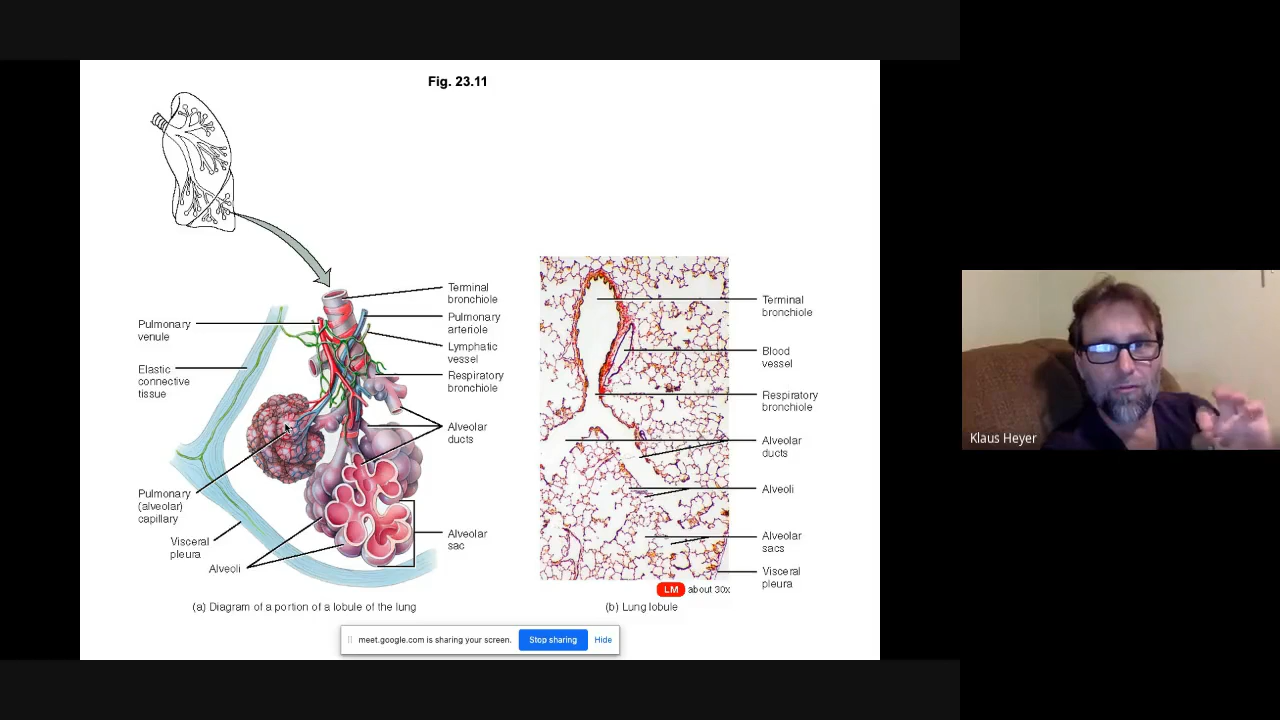 Fig. 23.11
Terminal
bronchiole
Pulmonary
arteriole
Lymphatic
vessel
Respiratory
bronchiole
Alveolar
ducts
Alveolar
sac
Pulmonary
venule
Elastic
connective
tissue
Pulmonary
(alveolar)
capillary
Visceral
pleura
Alveoli
(a) Diagram of a portion of a lobule of the lung
Terminal
bronchiole
Blood
vessel
Respiratory
bronchiole
Alveolar
ducts
Alveoli
Alveolar
sacs
Visceral
pleura
LM about 30x
(b) Lung lobule
meet.google.com is sharing your screen. Stop sharing Hide
Klaus Heyer